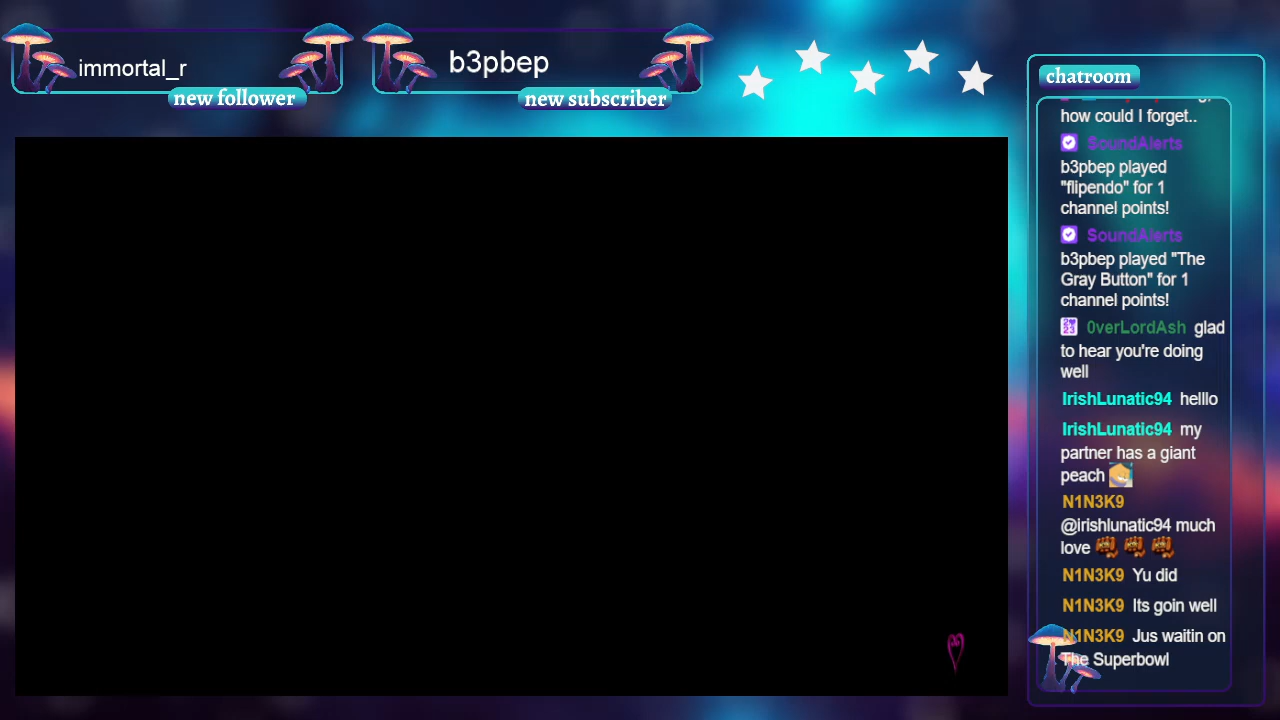 immortal_r
new follower
b3pbep
new subscriber
chatroom
how could I forget..
SoundAlerts
b3pbep played
"flipendo" for 1
channel points!
SoundAlerts
b3pbep played "The
Gray Button" for 1
channel points!
0verLordAsh glad
to hear you're doing
well
IrishLunatic94 helllo
IrishLunatic94 my
partner has a giant
peach
N1N3K9
@irishlunatic94 much
love
N1N3K9 Yu did
N1N3K9 Its goin well
N1N3K9 Jus waitin on
The Superbowl